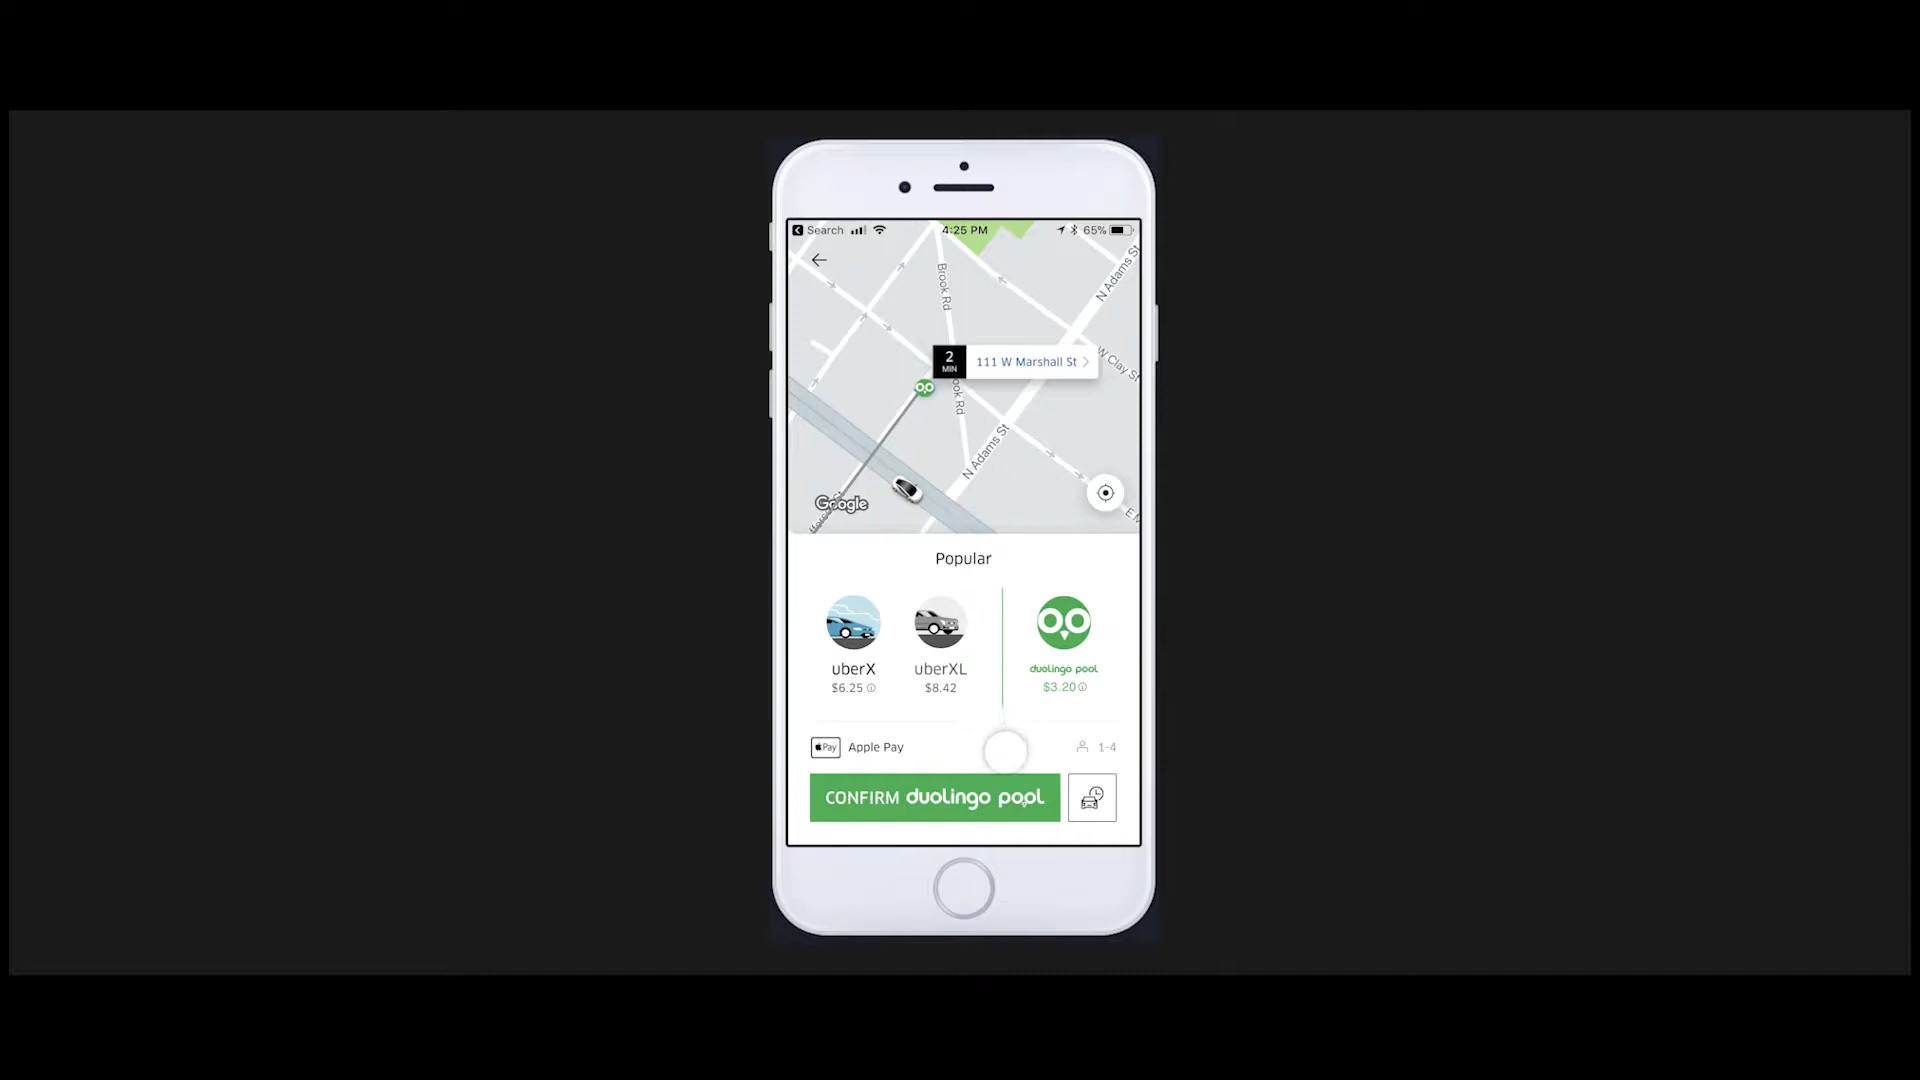 Search
4:25 PM
65%
Brook Rd
N Adams St
2
MIN
111 W Marshall St
W Clay St
N Adams St
Google
Popular
uberX
uberXL
duolingo pool
$6.25
$8.42
$3.20
Pay
Apple Pay
1-4
CONFIRM duolingo pool